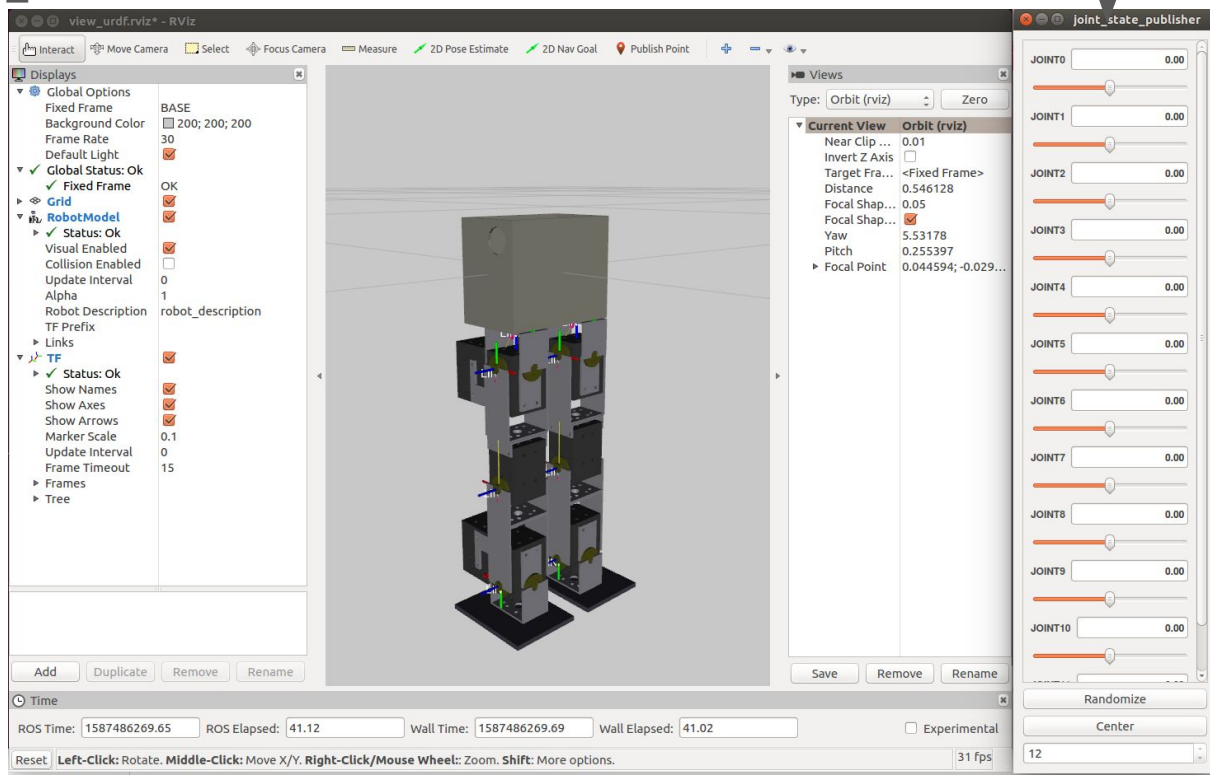 view_urdf.rviz* - RViz
joint_state_publisher
Interact Move Camera Select Focus Camera Measure 2D Pose Estimate 2D Nav Goal Publish Point
Displays
Global Options
Fixed Frame BASE
Background Color 200; 200; 200
Frame Rate 30
Default Light
Global Status: Ok
Fixed Frame OK
Grid
RobotModel
Status: Ok
Visual Enabled
Collision Enabled
Update Interval 0
Alpha 1
Robot Description robot_description
TF Prefix
Links
TF
Status: Ok
Show Names
Show Axes
Show Arrows
Marker Scale 0.1
Update Interval 0
Frame Timeout 15
Frames
Tree
Add Duplicate Remove Rename
Views
Type: Orbit (rviz) Zero
Current View Orbit (rviz)
Near Clip ... 0.01
Invert Z Axis
Target Fra... <Fixed Frame>
Distance 0.546128
Focal Shap... 0.05
Focal Shap...
Yaw 5.53178
Pitch 0.255397
Focal Point 0.044594; -0.029...
Save Remove Rename
JOINT0 0.00
JOINT1 0.00
JOINT2 0.00
JOINT3 0.00
JOINT4 0.00
JOINT5 0.00
JOINT6 0.00
JOINT7 0.00
JOINT8 0.00
JOINT9 0.00
JOINT10 0.00
Randomize
Center
12
Time
ROS Time: 1587486269.65 ROS Elapsed: 41.12 Wall Time: 1587486269.69 Wall Elapsed: 41.02 Experimental
Reset Left-Click: Rotate. Middle-Click: Move X/Y. Right-Click/Mouse Wheel:: Zoom. Shift: More options. 31 fps